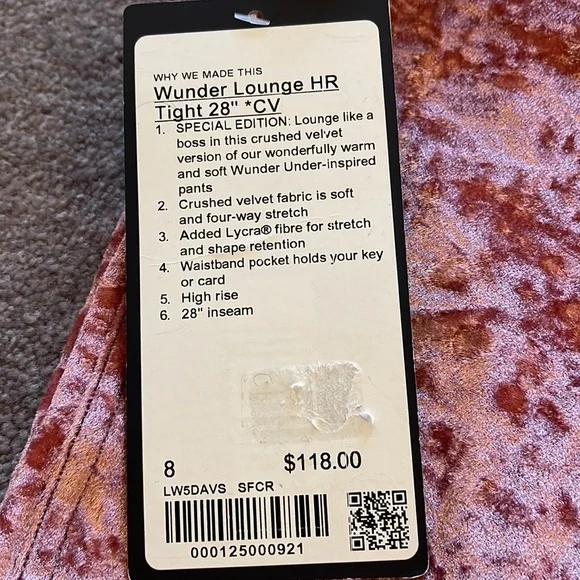 WHY WE MADE THIS
Wunder Lounge HR
Tight 28" *CV
1. SPECIAL EDITION: Lounge like a
boss in this crushed velvet
version of our wonderfully warm
and soft Wunder Under-inspired
pants
2. Crushed velvet fabric is soft
and four-way stretch
3. Added Lycra® fibre for stretch
and shape retention
4. Waistband pocket holds your key
or card
5. High rise
6. 28" inseam
8 $118.00
LW5DAVS SFCR
000125000921